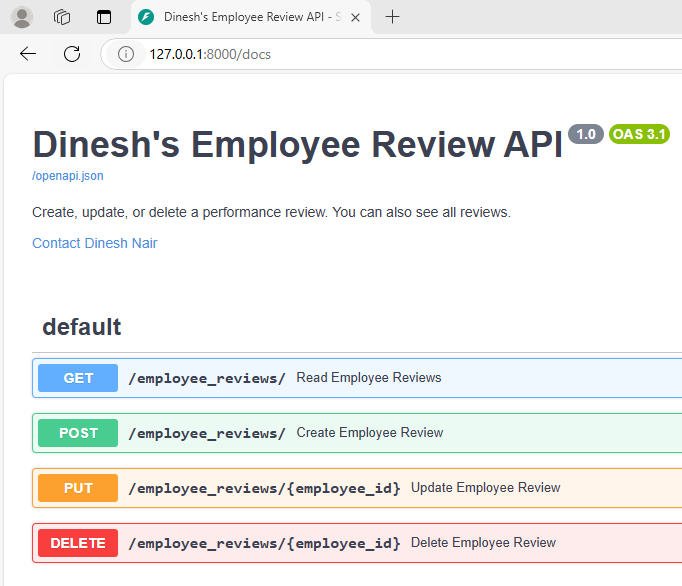 Dinesh's Employee Review API - S
127.0.0.1:8000/docs
Dinesh's Employee Review API 1.0 OAS 3.1
/openapi.json
Create, update, or delete a performance review. You can also see all reviews.
Contact Dinesh Nair
default
GET /employee_reviews/ Read Employee Reviews
POST /employee_reviews/ Create Employee Review
PUT /employee_reviews/{employee_id} Update Employee Review
DELETE /employee_reviews/{employee_id} Delete Employee Review